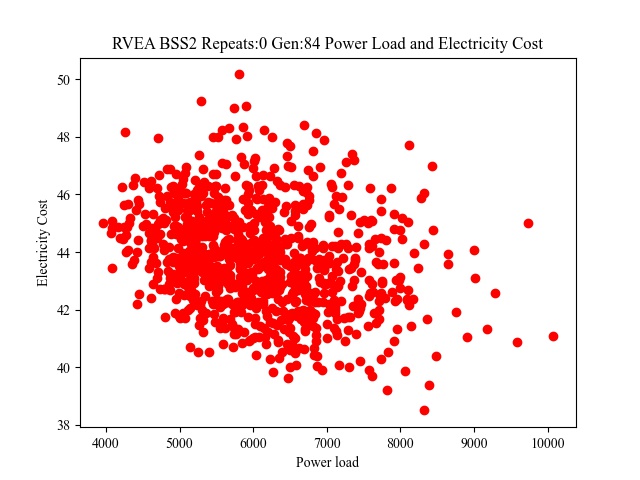 RVEA BSS2 Repeats:0 Gen:84 Power Load and Electricity Cost
50
48
46
44
42
40
38
Electricity Cost
4000 5000 6000 7000 8000 9000 10000
Power load